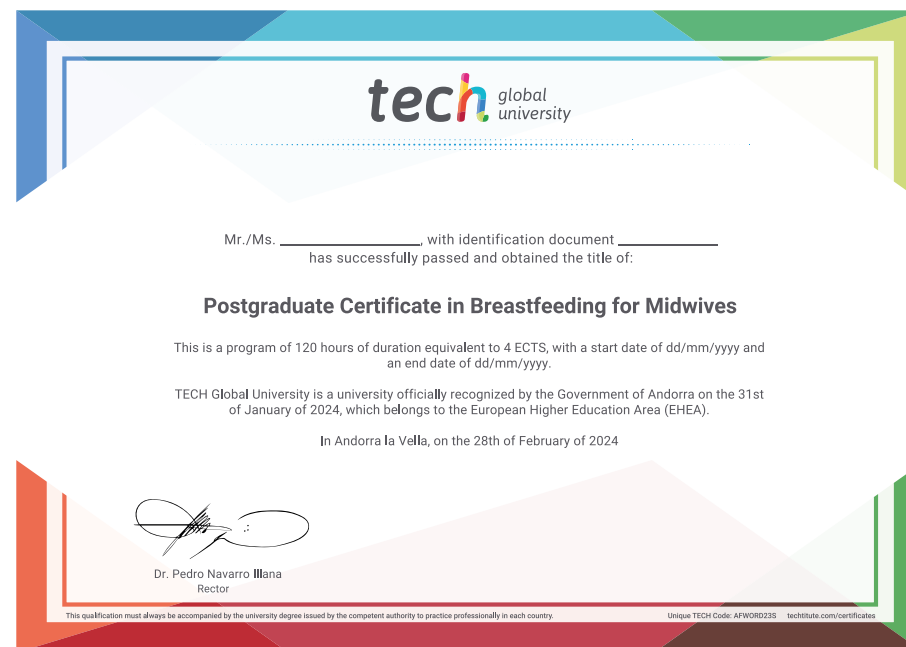 tech global
university
Mr./Ms. ____________, with identification document ____________
has successfully passed and obtained the title of:
Postgraduate Certificate in Breastfeeding for Midwives
This is a program of 120 hours of duration equivalent to 4 ECTS, with a start date of dd/mm/yyyy and
an end date of dd/mm/yyyy.
TECH Global University is a university officially recognized by the Government of Andorra on the 31st
of January of 2024, which belongs to the European Higher Education Area (EHEA).
In Andorra la Vella, on the 28th of February of 2024
Dr. Pedro Navarro Illana
Rector
This qualification must always be accompanied by the university degree issued by the competent authority to practice professionally in each country.
Unique TECH Code: AFWORD23S techtitute.com/certificates